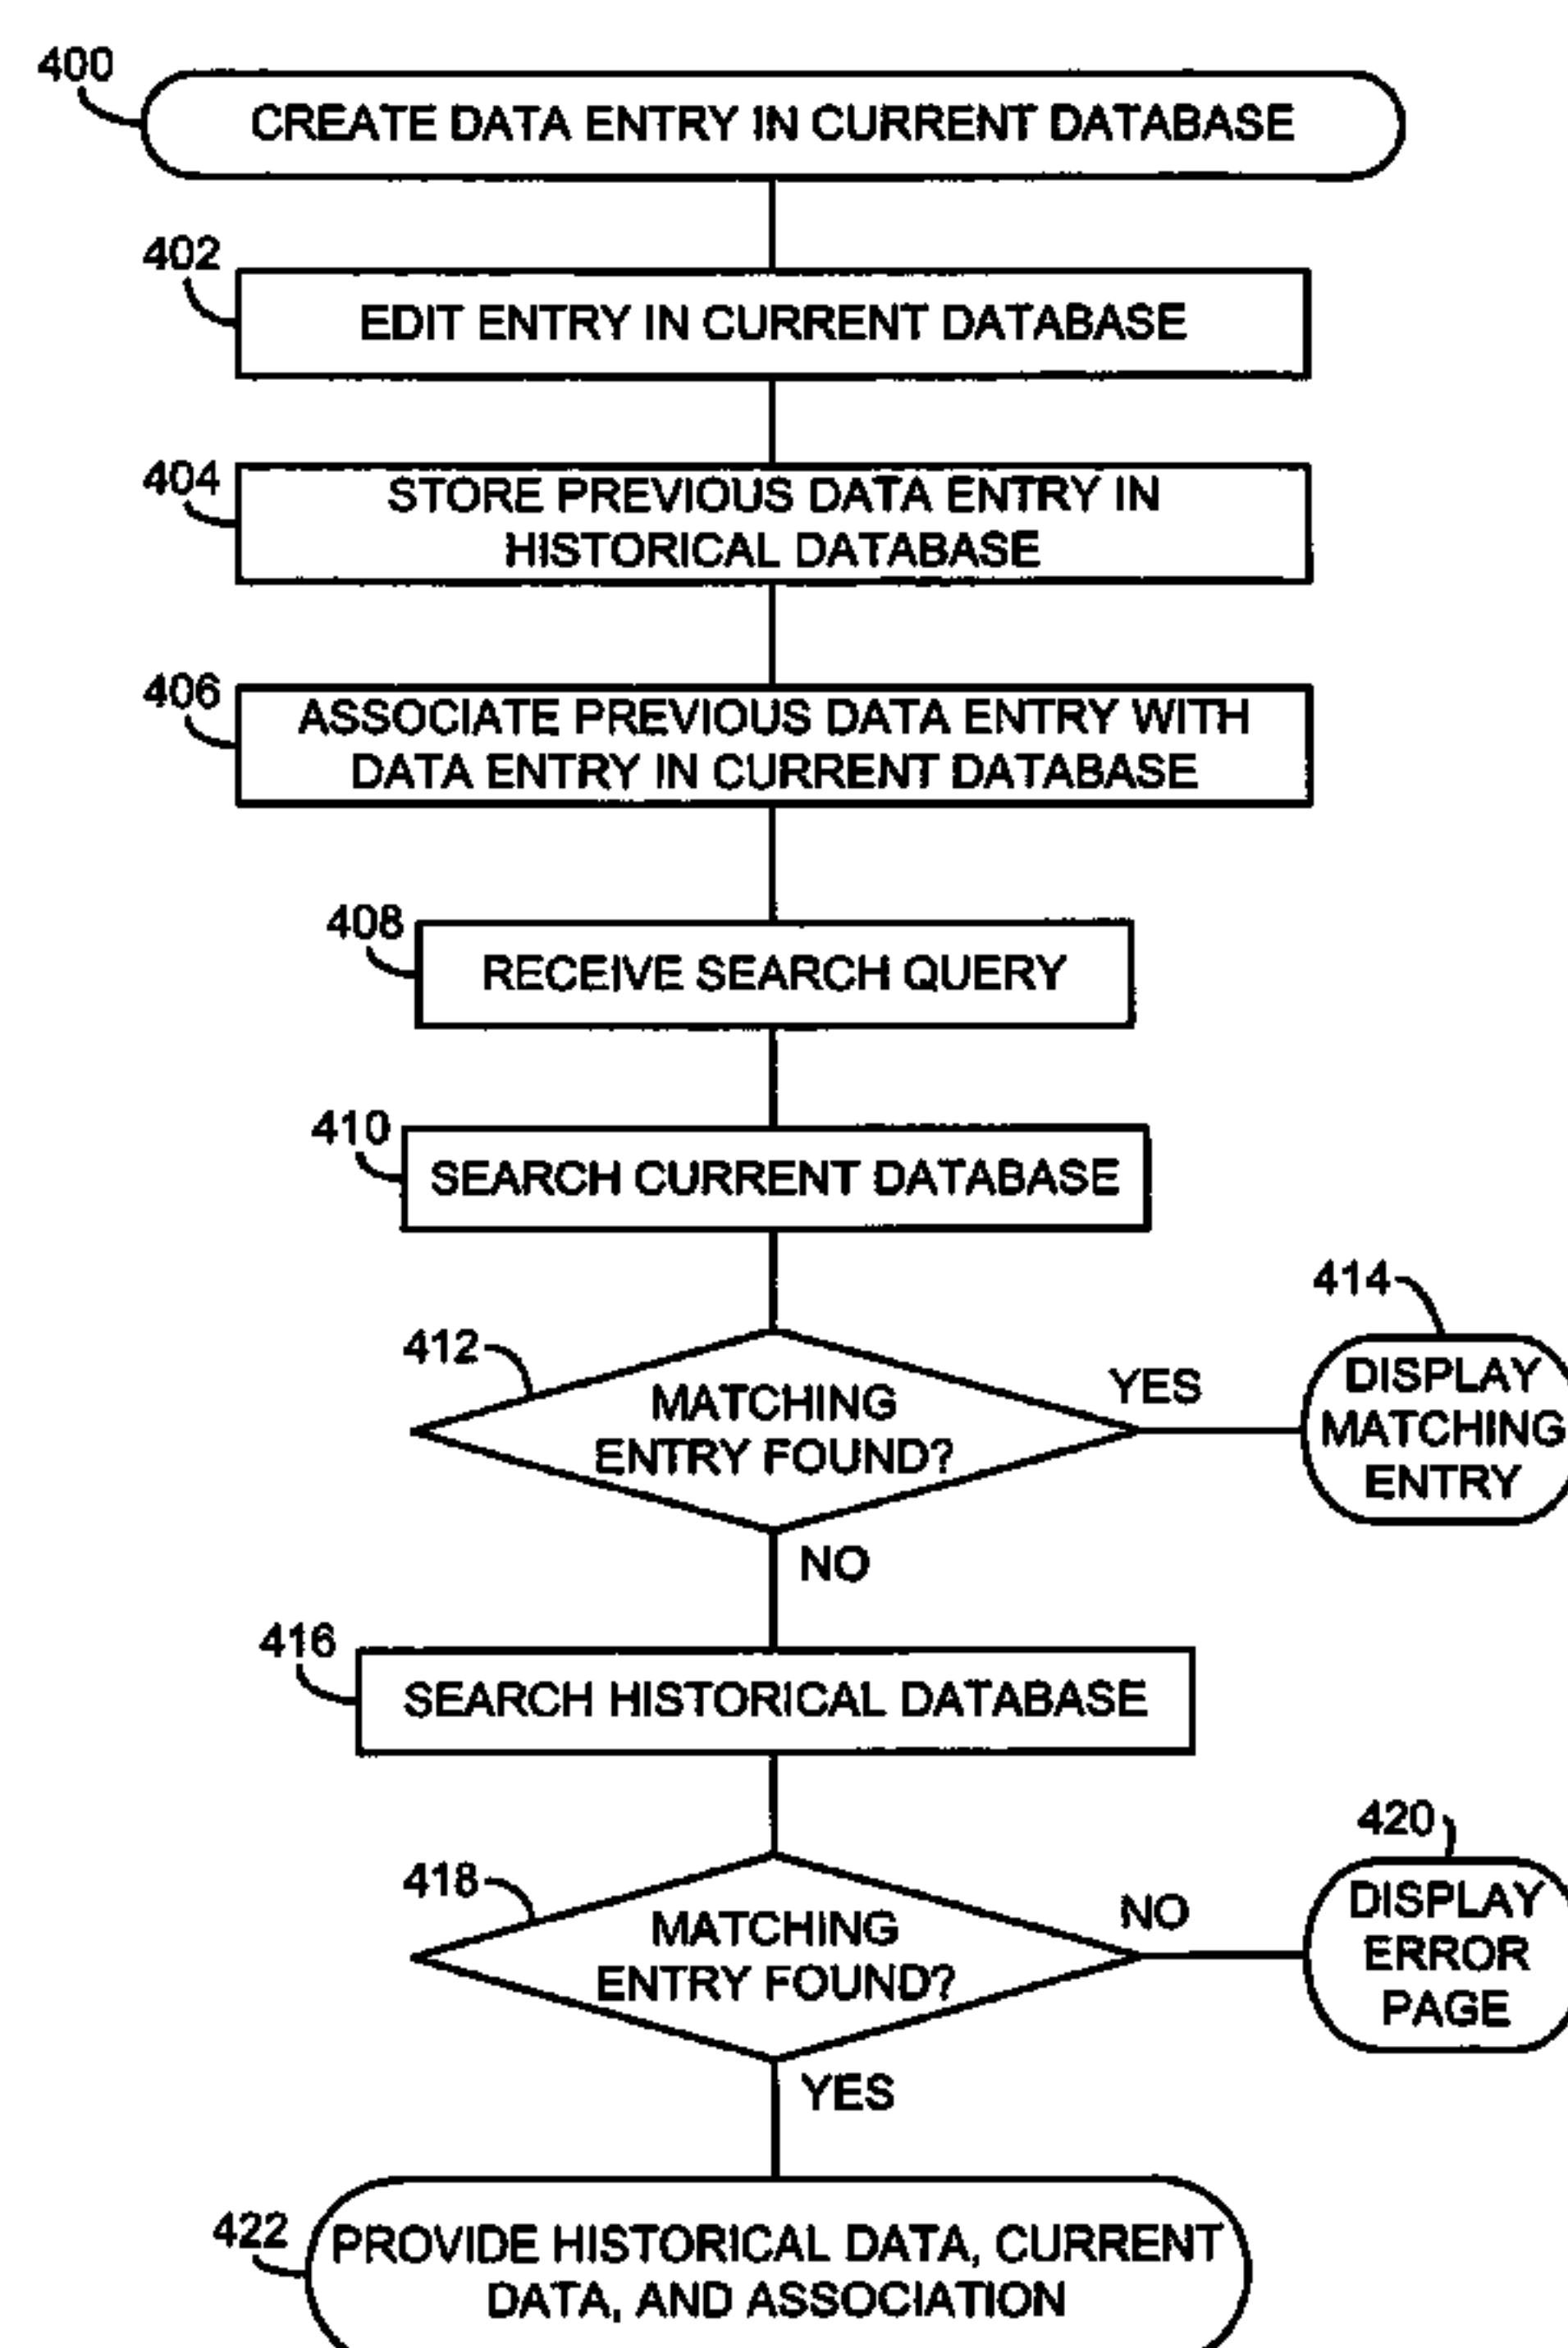 400
CREATE DATA ENTRY IN CURRENT DATABASE
402
EDIT ENTRY IN CURRENT DATABASE
404
STORE PREVIOUS DATA ENTRY IN
HISTORICAL DATABASE
406
ASSOCIATE PREVIOUS DATA ENTRY WITH
DATA ENTRY IN CURRENT DATABASE
408
RECEIVE SEARCH QUERY
410
SEARCH CURRENT DATABASE
412
MATCHING
ENTRY FOUND?
YES
414
DISPLAY
MATCHING
ENTRY
NO
416
SEARCH HISTORICAL DATABASE
418
MATCHING
ENTRY FOUND?
NO
420
DISPLAY
ERROR
PAGE
YES
422
PROVIDE HISTORICAL DATA, CURRENT
DATA, AND ASSOCIATION